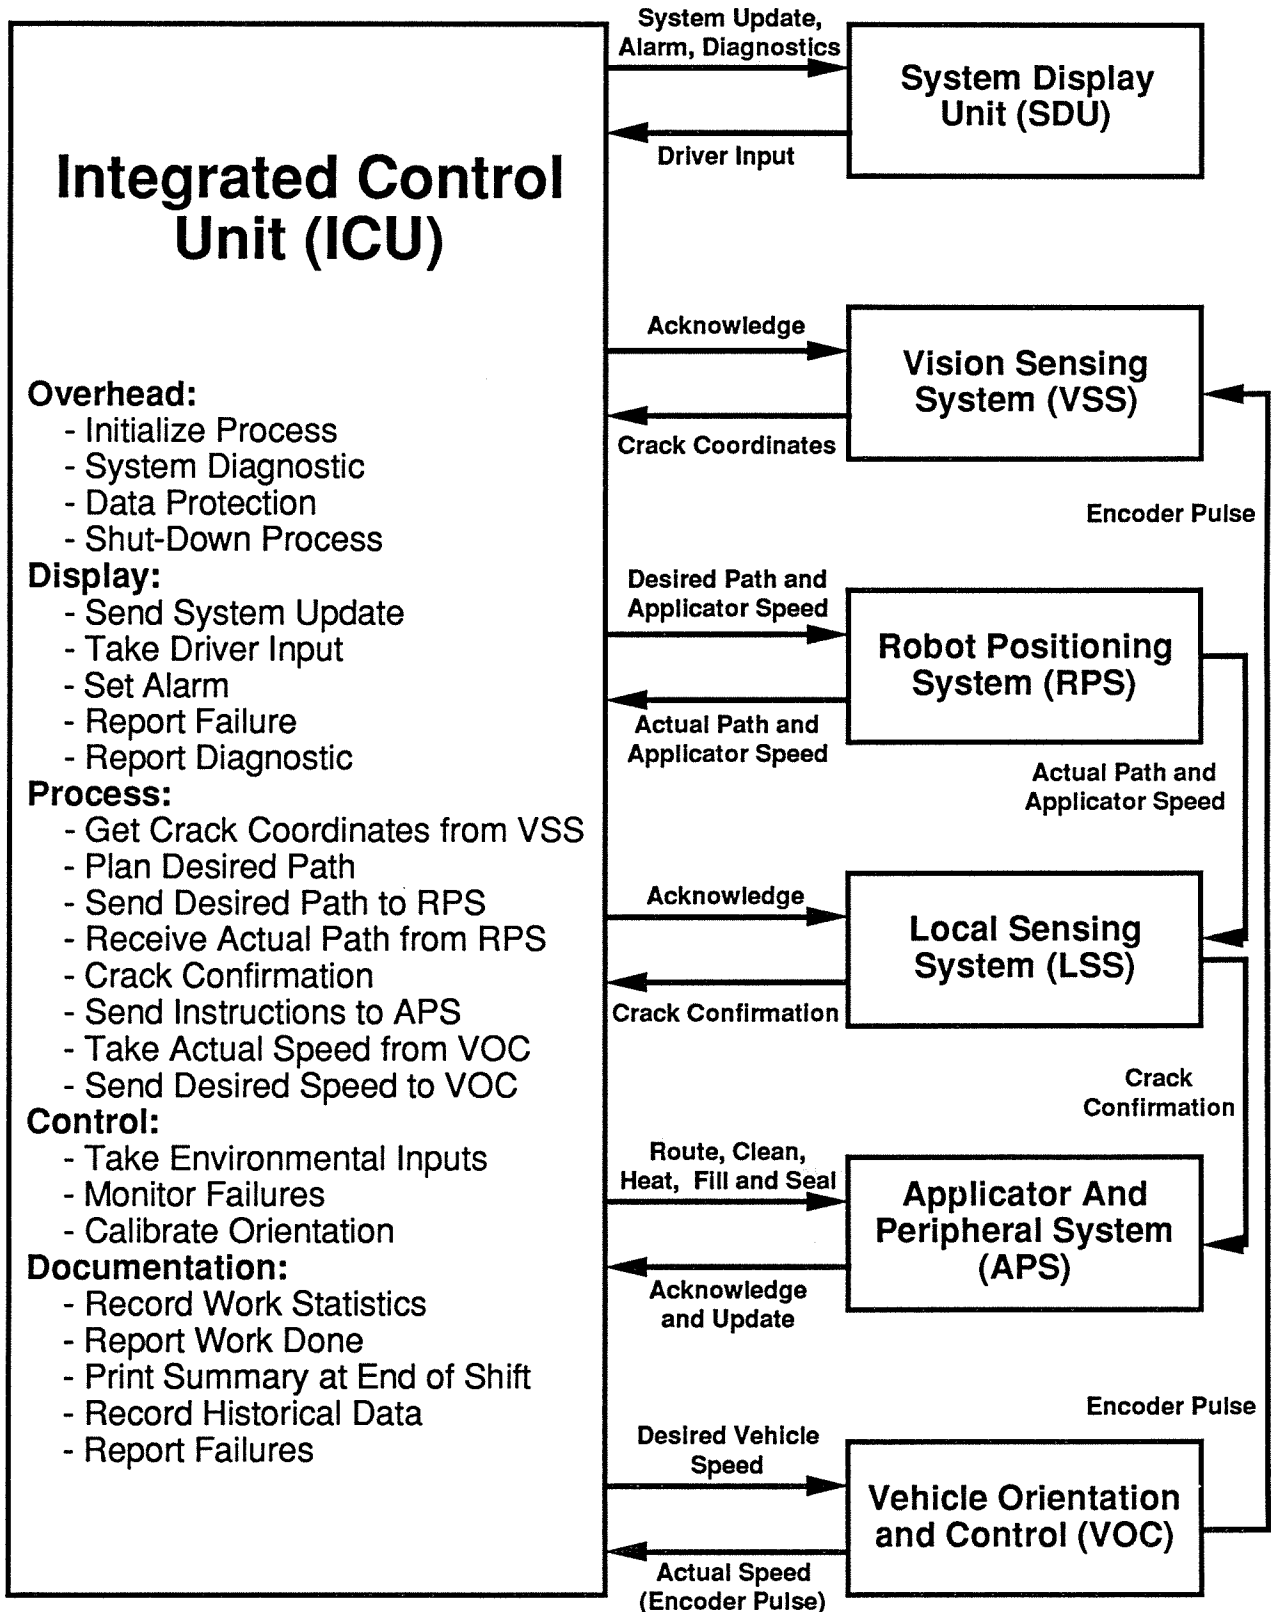 Integrated Control
Unit (ICU)
Overhead:
- Initialize Process
- System Diagnostic
- Data Protection
- Shut-Down Process
Display:
- Send System Update
- Take Driver Input
- Set Alarm
- Report Failure
- Report Diagnostic
Process:
- Get Crack Coordinates from VSS
- Plan Desired Path
- Send Desired Path to RPS
- Receive Actual Path from RPS
- Crack Confirmation
- Send Instructions to APS
- Take Actual Speed from VOC
- Send Desired Speed to VOC
Control:
- Take Environmental Inputs
- Monitor Failures
- Calibrate Orientation
Documentation:
- Record Work Statistics
- Report Work Done
- Print Summary at End of Shift
- Record Historical Data
- Report Failures
System Update,
Alarm, Diagnostics
Driver Input
System Display
Unit (SDU)
Acknowledge
Crack Coordinates
Vision Sensing
System (VSS)
Encoder Pulse
Desired Path and
Applicator Speed
Actual Path and
Applicator Speed
Robot Positioning
System (RPS)
Actual Path and
Applicator Speed
Acknowledge
Crack Confirmation
Local Sensing
System (LSS)
Crack
Confirmation
Route, Clean,
Heat, Fill and Seal
Acknowledge
and Update
Applicator And
Peripheral System
(APS)
Encoder Pulse
Desired Vehicle
Speed
Actual Speed
(Encoder Pulse)
Vehicle Orientation
and Control (VOC)